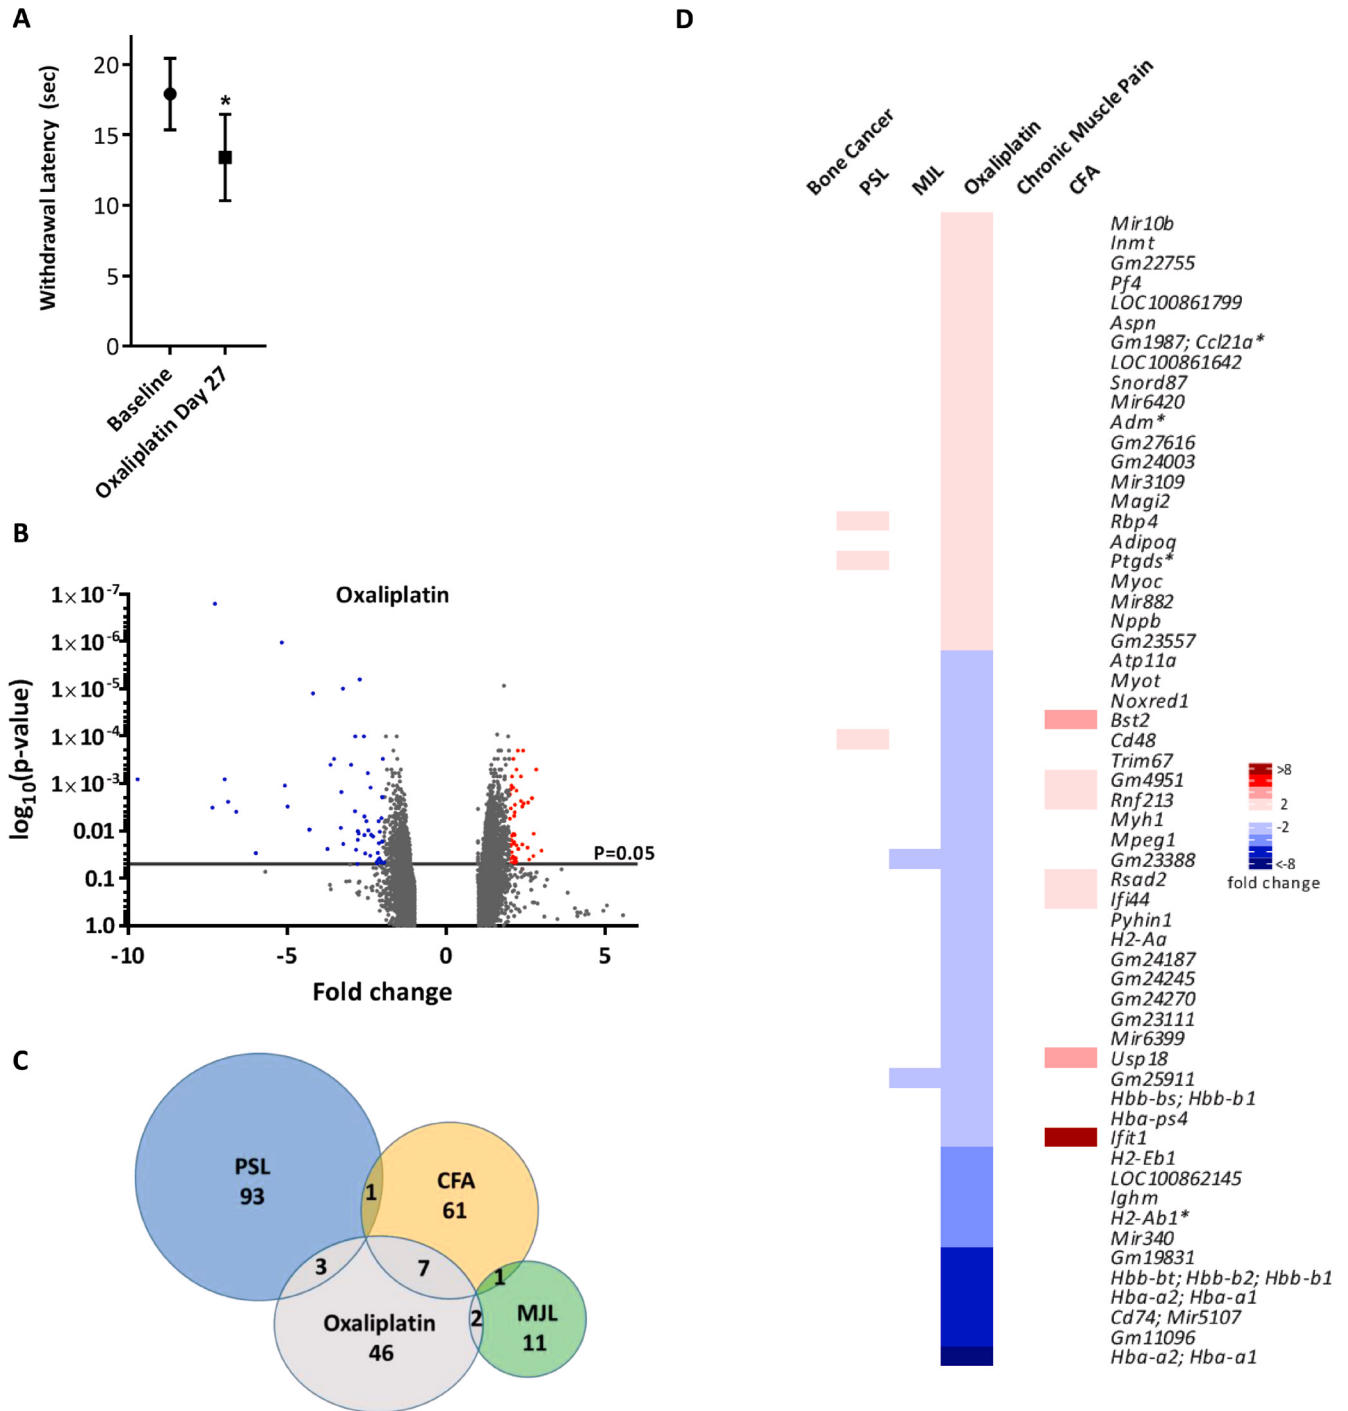 A
Withdrawal Latency (sec)
20
15
10
5
0
*
Baseline
Oxaliplatin Day 27
B
Oxaliplatin
log10(p-value)
1×10-7
1×10-6
1×10-5
1×10-4
1×10-3
0.01
0.1
1.0
P=0.05
-10
-5
0
5
Fold change
C
PSL
93
1
CFA
61
3
7
1
Oxaliplatin
46
2
MJL
11
D
Bone Cancer
PSL
MJL
Oxaliplatin
Chronic Muscle Pain
CFA
Mir10b
Inmt
Gm22755
Pf4
LOC100861799
Aspn
Gm1987; Ccl21a*
LOC100861642
Snord87
Mir6420
Adm*
Gm27616
Gm24003
Mir3109
Magi2
Rbp4
Adipoq
Ptgds*
Myoc
Mir882
Nppb
Gm23557
Atp11a
Myot
Noxred1
Bst2
Cd48
Trim67
Gm4951
Rnf213
Myh1
Mpeg1
Gm23388
Rsad2
Ifi44
Pyhin1
H2-Aa
Gm24187
Gm24245
Gm24270
Gm23111
Mir6399
Usp18
Gm25911
Hbb-bs; Hbb-b1
Hba-ps4
Ifit1
H2-Eb1
LOC100862145
Ighm
H2-Ab1*
Mir340
Gm19831
Hbb-bt; Hbb-b2; Hbb-b1
Hba-a2; Hba-a1
Cd74; Mir5107
Gm11096
Hba-a2; Hba-a1
>8
2
-2
<-8
fold change